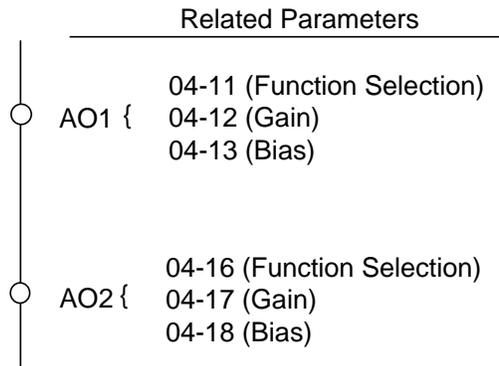 Related Parameters
04-11 (Function Selection)
AO1 { 04-12 (Gain)
04-13 (Bias)
04-16 (Function Selection)
AO2 { 04-17 (Gain)
04-18 (Bias)